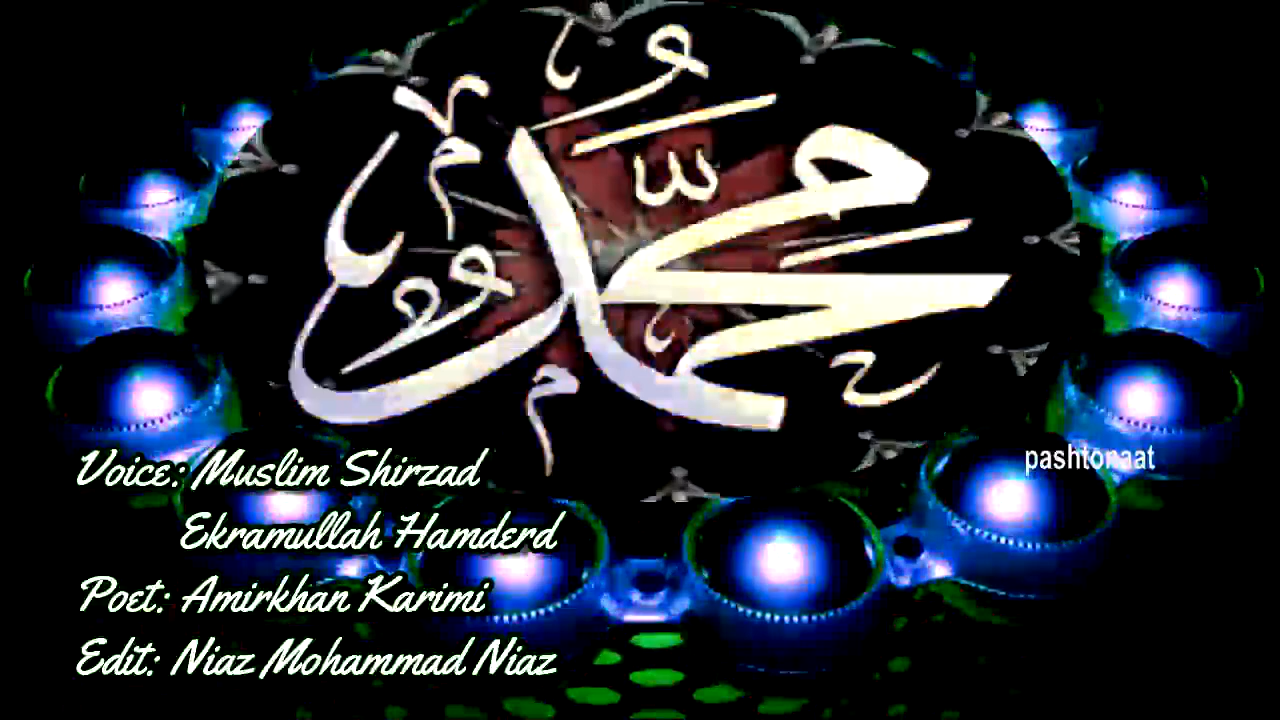 محمد
Voice: Muslim Shirzad
Ekramullah Hamderd
Poet: Amirkhan Karimi
Edit: Niaz Mohammad Niaz
pashtonaat